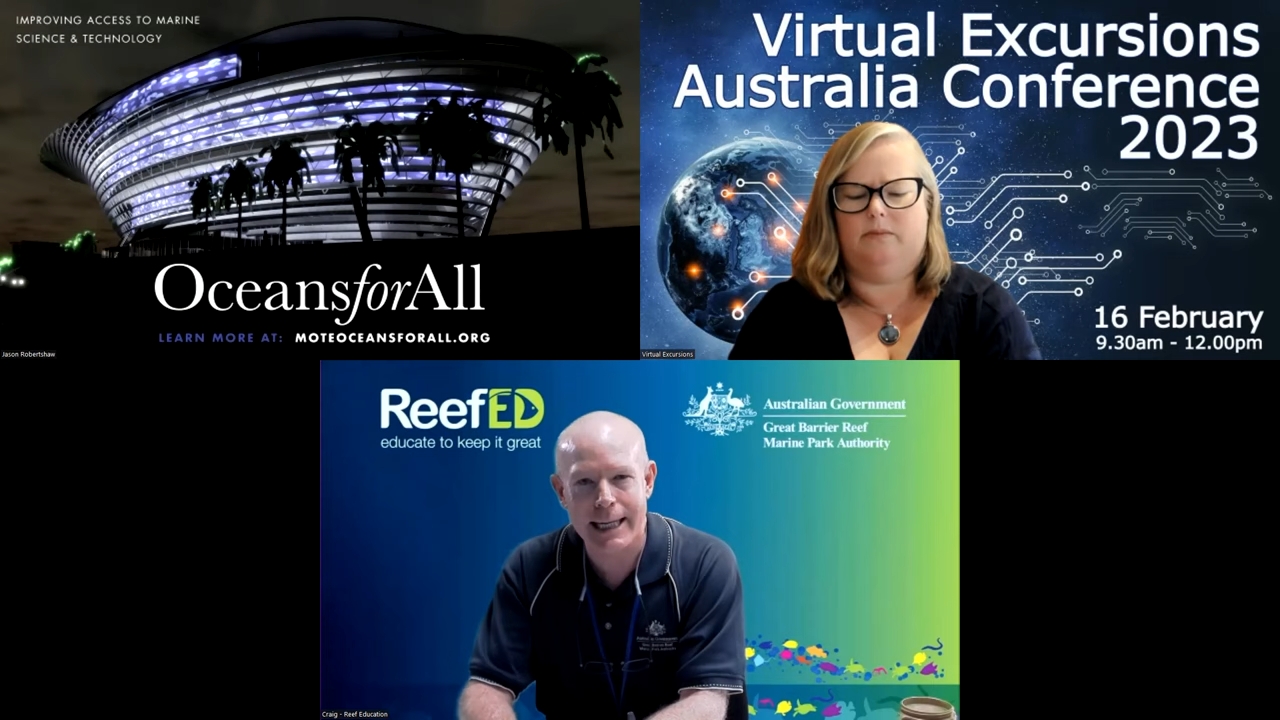 IMPROVING ACCESS TO MARINE
SCIENCE & TECHNOLOGY
OceansforAll
LEARN MORE AT: MOTEOCEANSFORALL.ORG
Jason Robertshaw
Virtual Excursions
Australia Conference
2023
16 February
9.30am - 12.00pm
Virtual Excursions
ReefED
educate to keep it great
Australian Government
Great Barrier Reef
Marine Park Authority
Craig - Reef Education